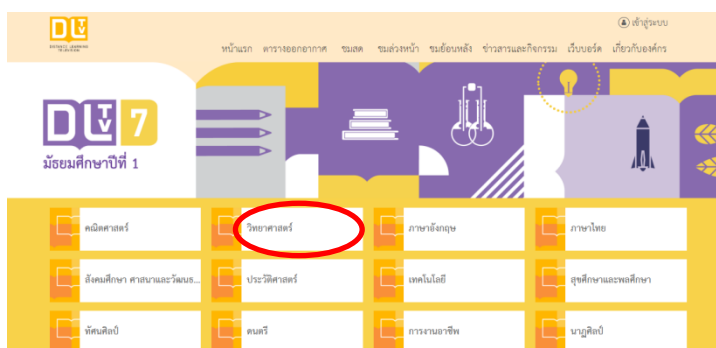 DLTV
DISTANCE LEARNING
TELEVISION
เข้าสู่ระบบ
หน้าแรก ตารางออกอากาศ ชมสด ชมล่วงหน้า ชมย้อนหลัง ข่าวสารและกิจกรรม เว็บบอร์ด เกี่ยวกับองค์กร
DLTV 7
มัธยมศึกษาปีที่ 1
คณิตศาสตร์ วิทยาศาสตร์ ภาษาอังกฤษ ภาษาไทย
สังคมศึกษา ศาสนาและวัฒนธ... ประวัติศาสตร์ เทคโนโลยี สุขศึกษาและพลศึกษา
ทัศนศิลป์ ดนตรี การงานอาชีพ นาฏศิลป์